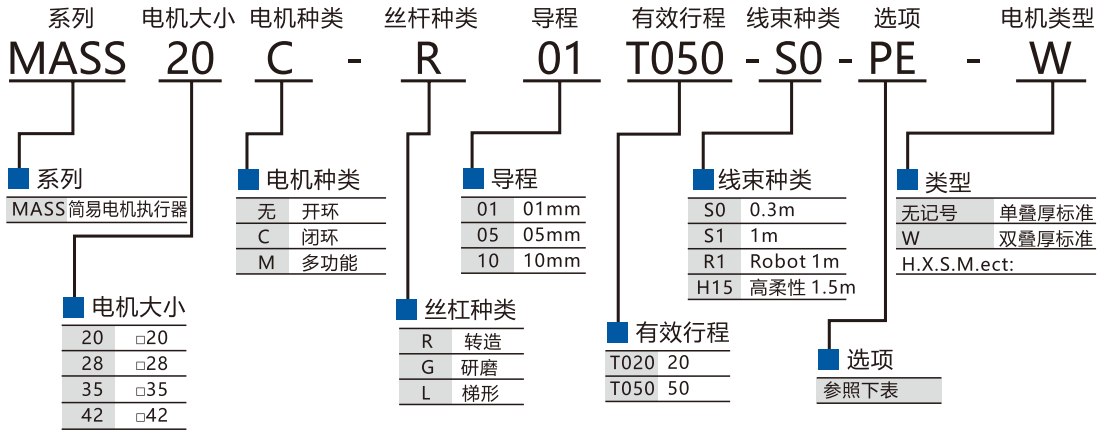 系列 电机大小 电机种类 丝杆种类 导程 有效行程 线束种类 选项 电机类型
MASS 20 C - R 01 T050 - S0 - PE - W
系列
MASS 简易电机执行器
电机大小
20 □20
28 □28
35 □35
42 □42
电机种类
无 开环
C 闭环
M 多功能
丝杠种类
R 转造
G 研磨
L 梯形
导程
01 01mm
05 05mm
10 10mm
有效行程
T020 20
T050 50
线束种类
S0 0.3m
S1 1m
R1 Robot 1m
H15 高柔性 1.5m
选项
参照下表
类型
无记号 单叠厚标准
W 双叠厚标准
H.X.S.M.ect: